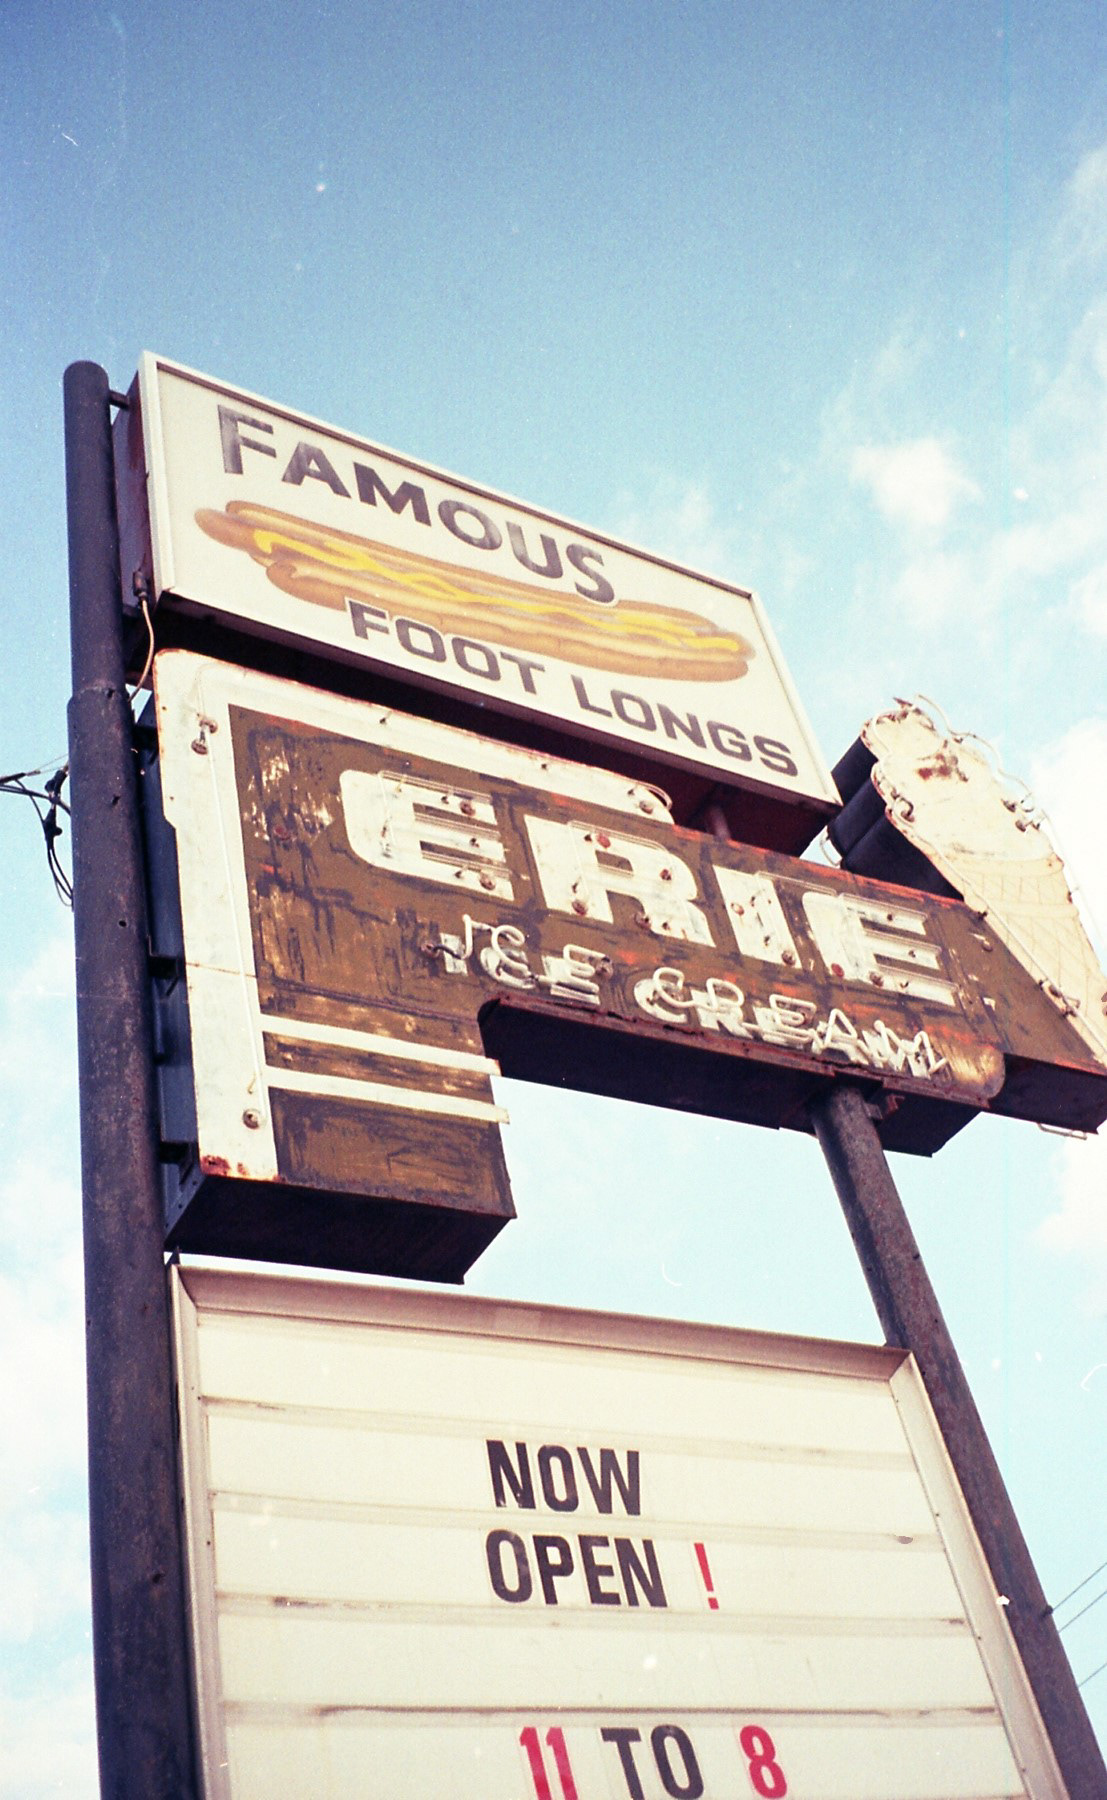 FAMOUS
FOOT LONGS
ERIE
ICE CREAM
NOW
OPEN !
11 TO 8